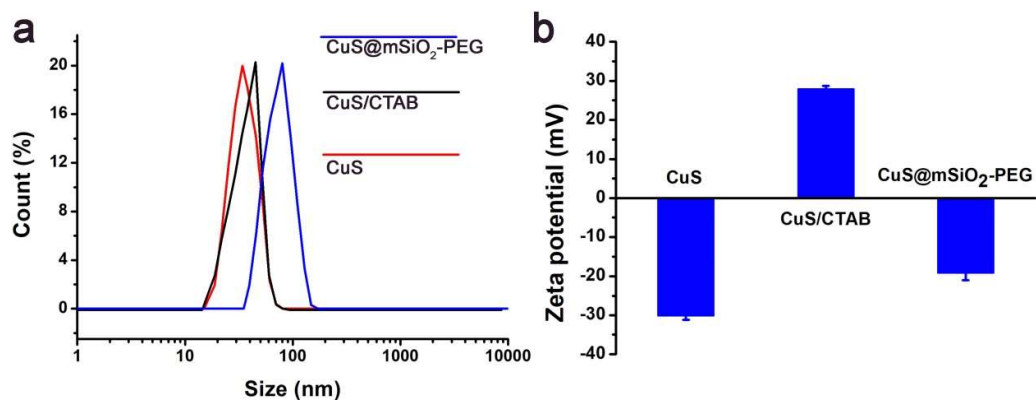 a
CuS@mSiO2-PEG
CuS/CTAB
CuS
Count (%)
20
16
12
8
4
0
1
10
100
1000
10000
Size (nm)
b
Zeta potential (mV)
40
30
20
10
0
-10
-20
-30
-40
CuS
CuS/CTAB
CuS@mSiO2-PEG